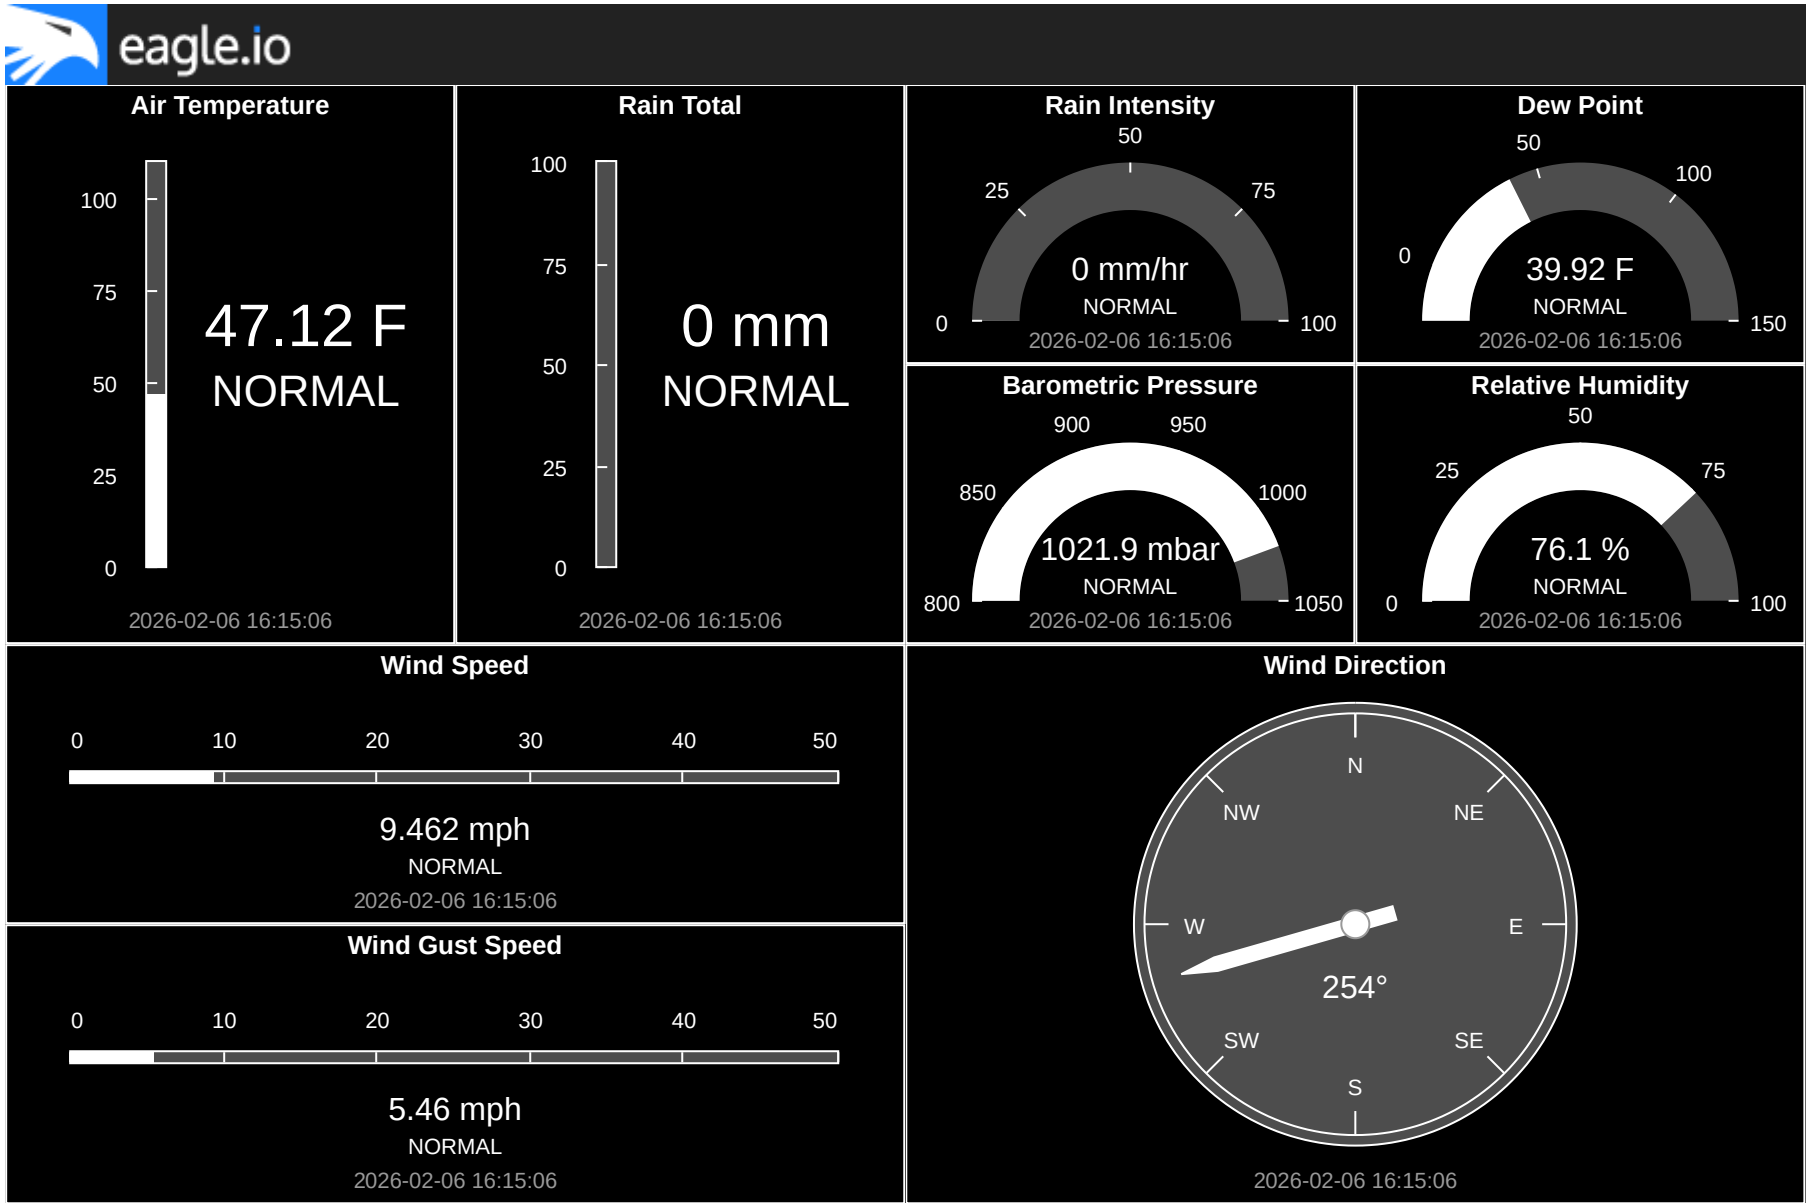 eagle.io
Air Temperature
100
75
50
25
0
47.12 F
NORMAL
2026-02-06 16:15:06
Rain Total
100
75
50
25
0
0 mm
NORMAL
2026-02-06 16:15:06
Rain Intensity
0
25
50
75
100
0 mm/hr
NORMAL
2026-02-06 16:15:06
Dew Point
0
50
100
150
39.92 F
NORMAL
2026-02-06 16:15:06
Barometric Pressure
800
850
900
950
1000
1050
1021.9 mbar
NORMAL
2026-02-06 16:15:06
Relative Humidity
0
25
50
75
100
76.1 %
NORMAL
2026-02-06 16:15:06
Wind Speed
0 10 20 30 40 50
9.462 mph
NORMAL
2026-02-06 16:15:06
Wind Gust Speed
0 10 20 30 40 50
5.46 mph
NORMAL
2026-02-06 16:15:06
Wind Direction
N
NW NE
W E
254°
SW SE
S
2026-02-06 16:15:06